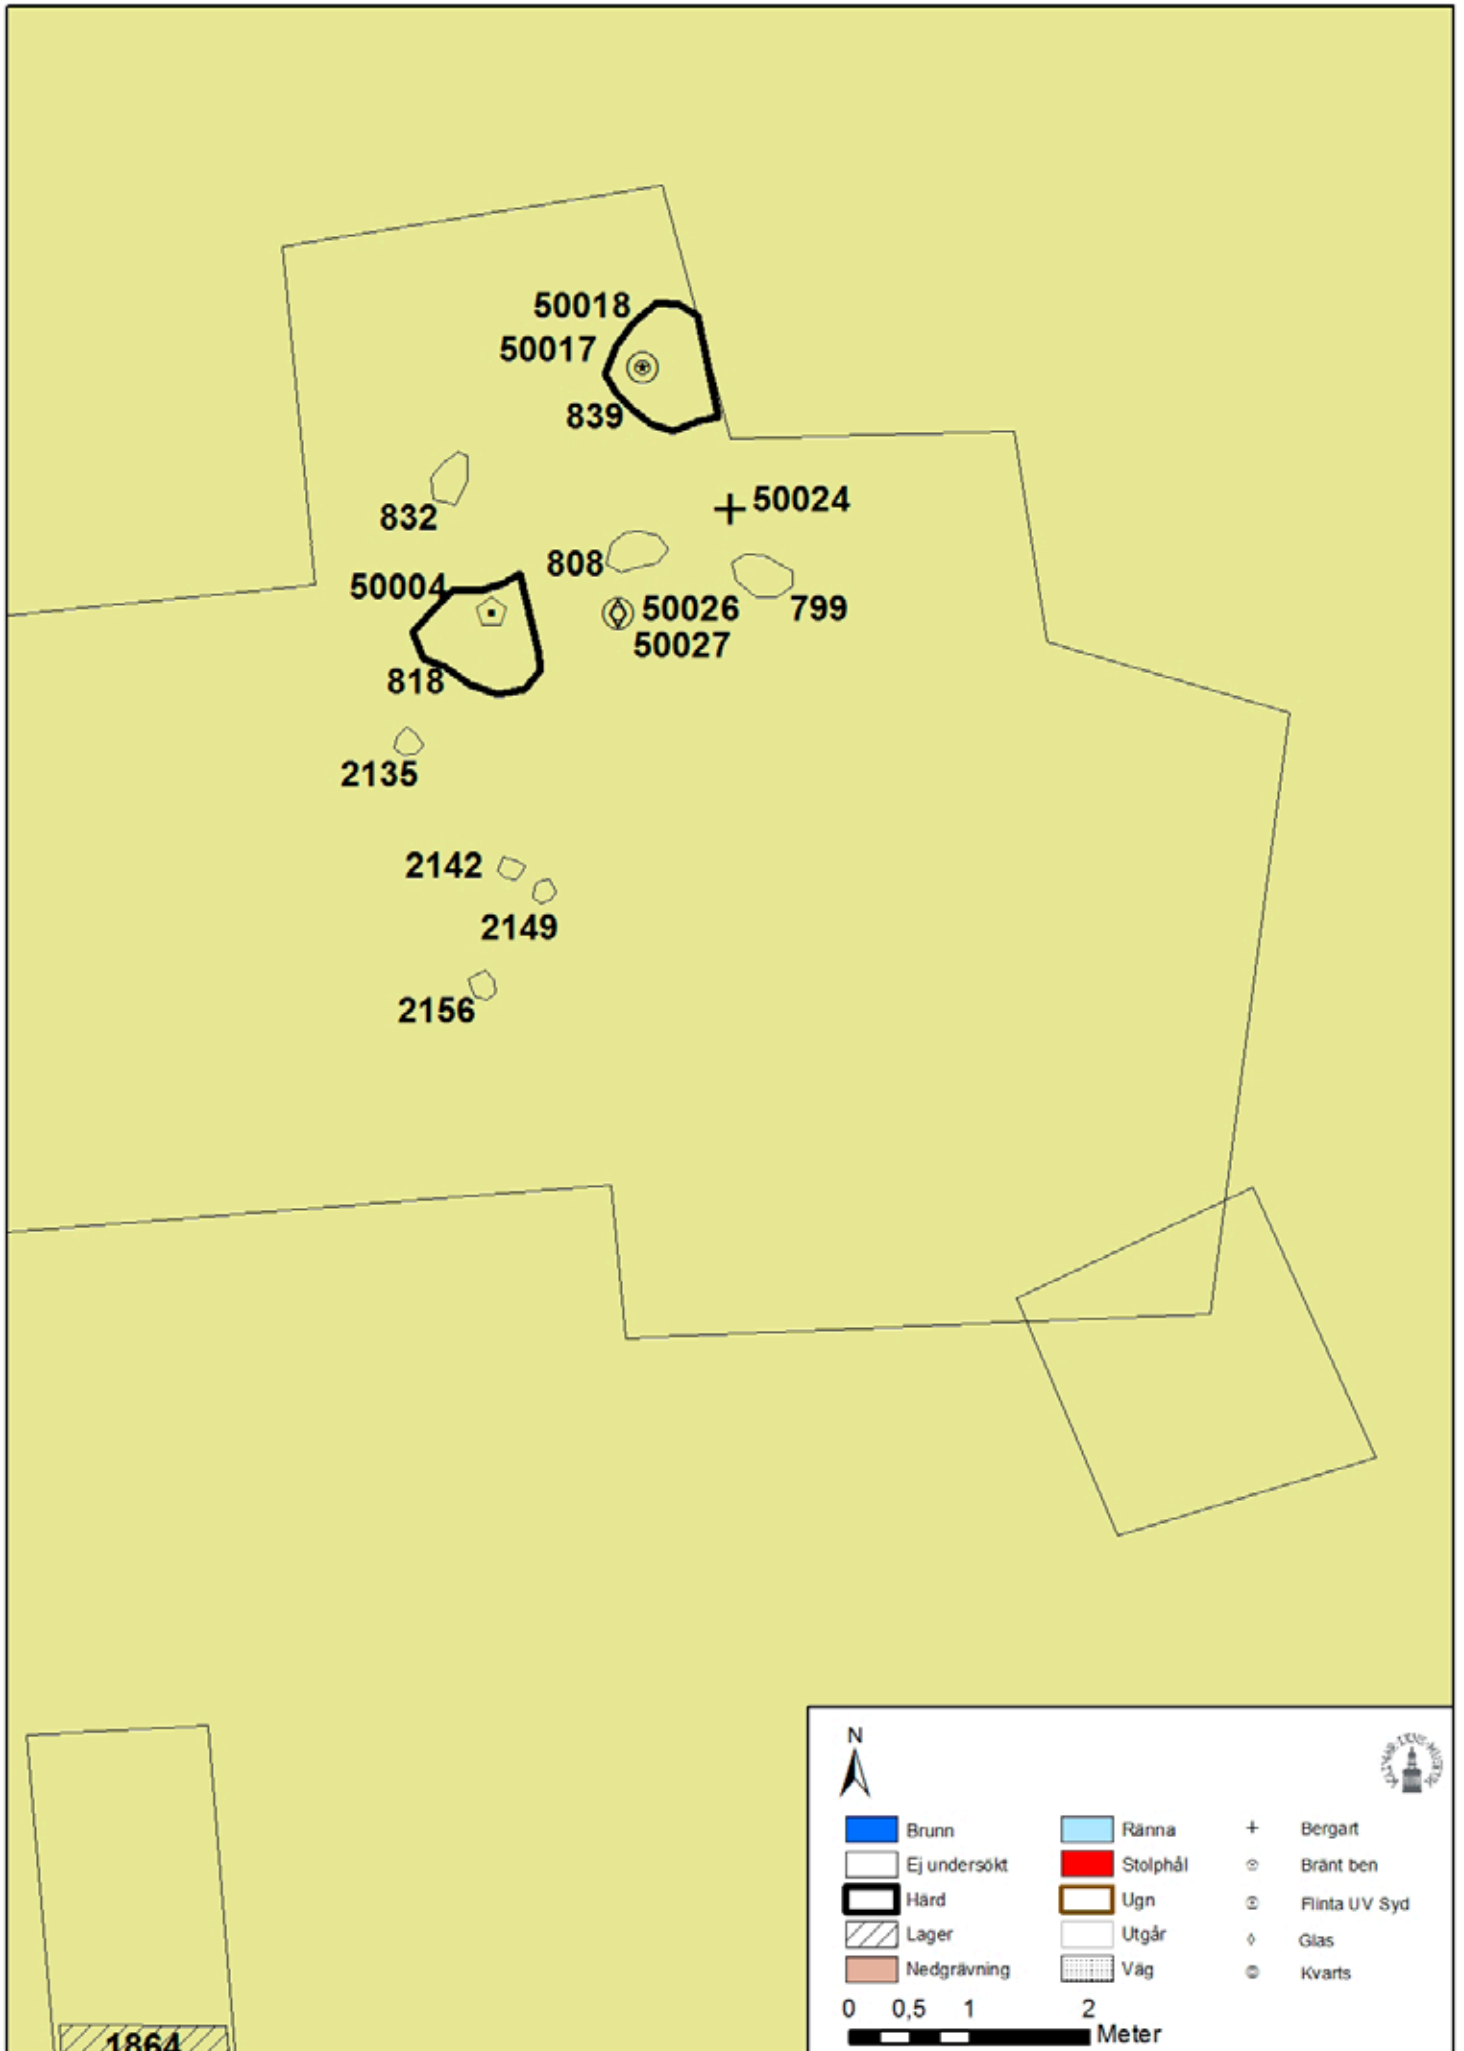 50018
50017
839
832
50024
808
50004
50026
799
50027
818
2135
2142
2149
2156
1864
N
Brunn
Ränna
Bergart
Ej undersökt
Stolphål
Bränt ben
Härd
Ugn
Flinta UV Syd
Lager
Utgår
Glas
Nedgrävning
Väg
Kvarts
0 0,5 1 2
Meter